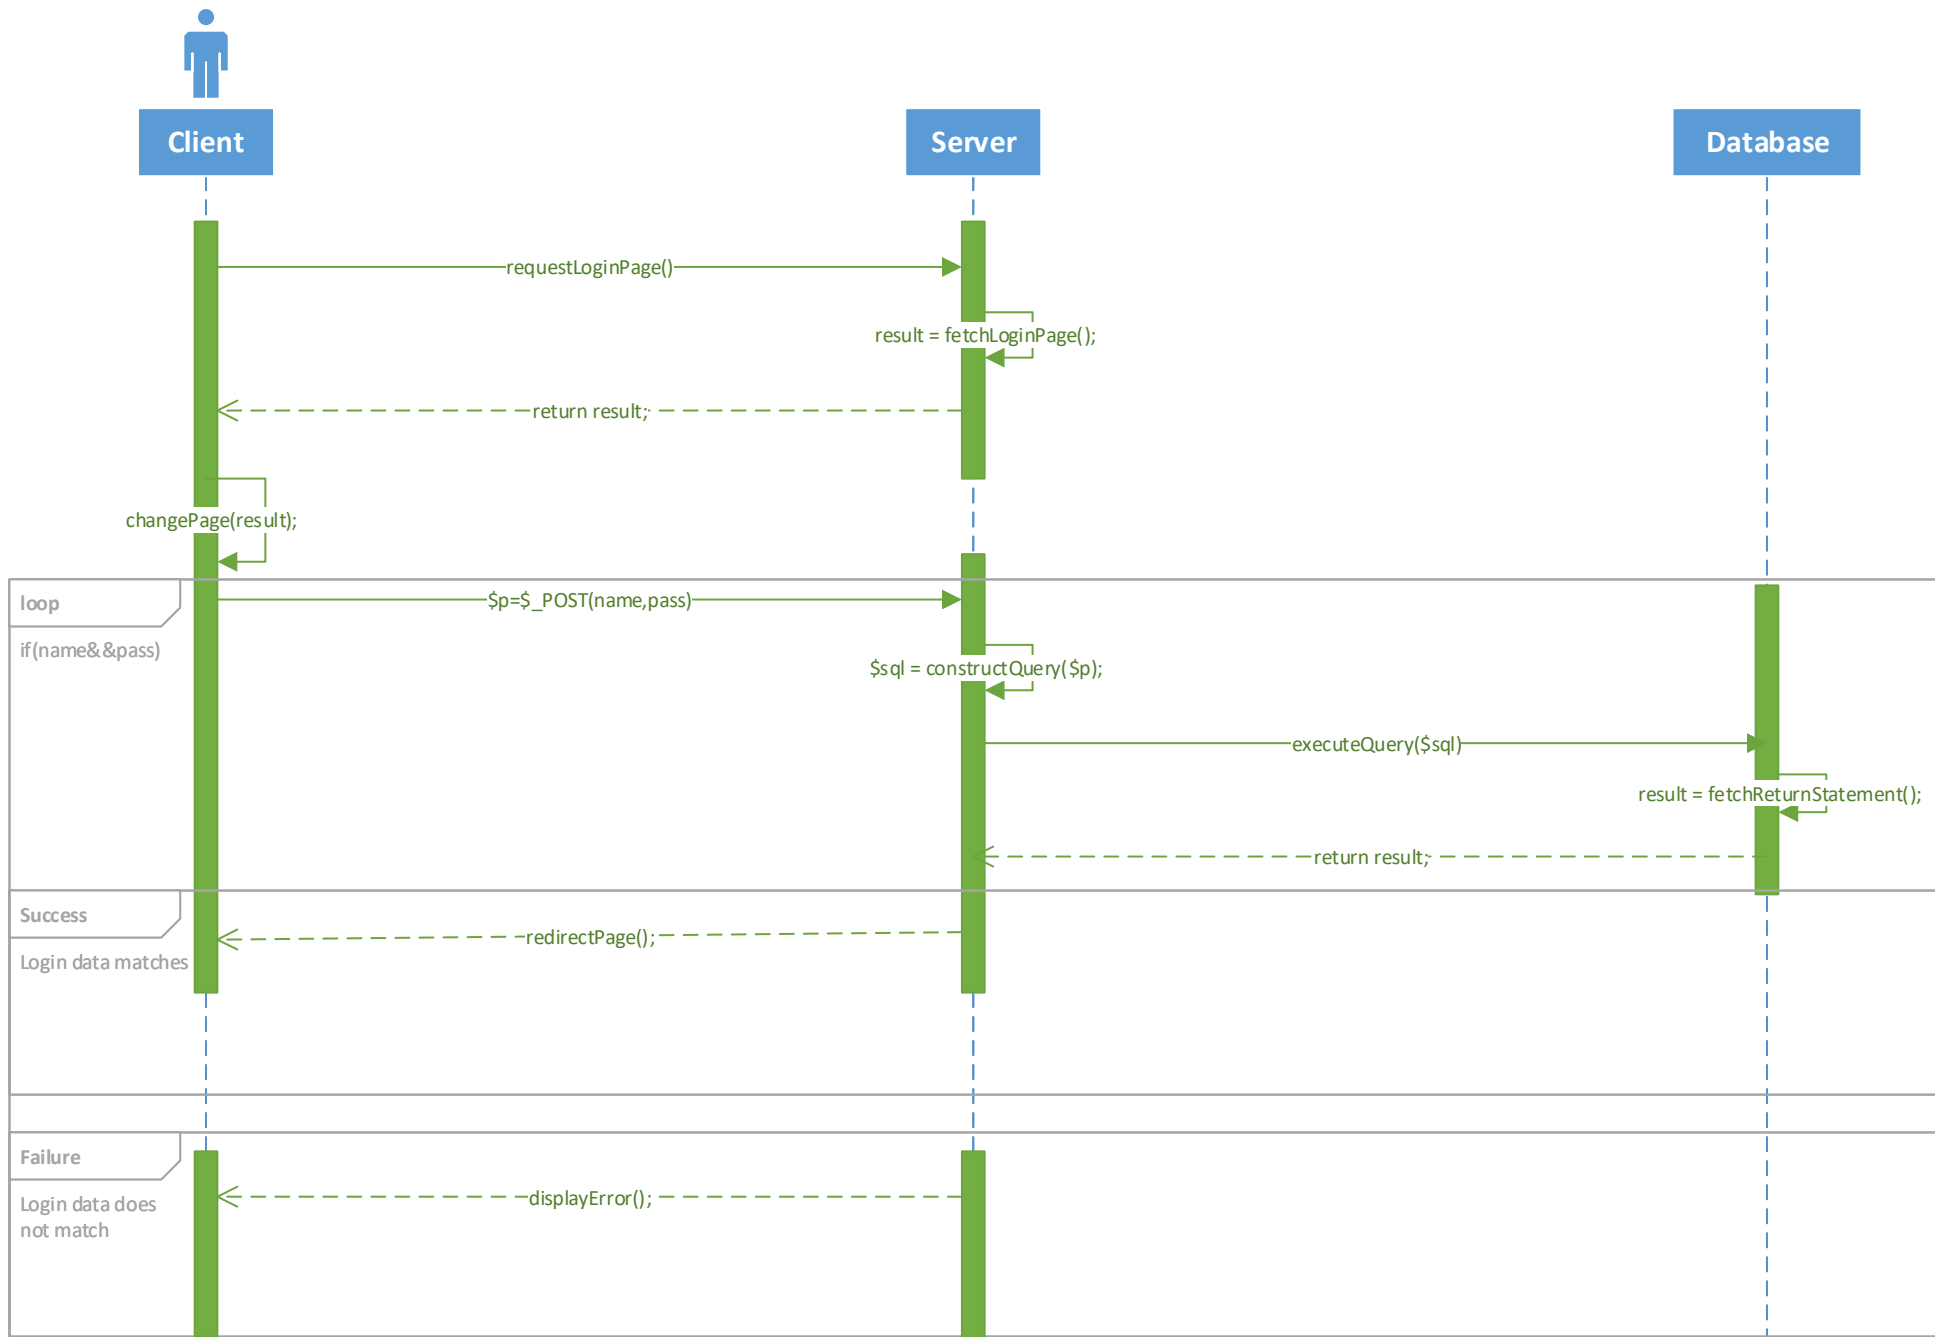 Client
Server
Database
requestLoginPage()
result = fetchLoginPage();
return result;
changePage(result);
loop
$p=$_POST(name,pass)
if(name&&pass)
$sql = constructQuery($p);
executeQuery($sql)
result = fetchReturnStatement();
return result;
Success
redirectPage();
Login data matches
Failure
displayError();
Login data does
not match